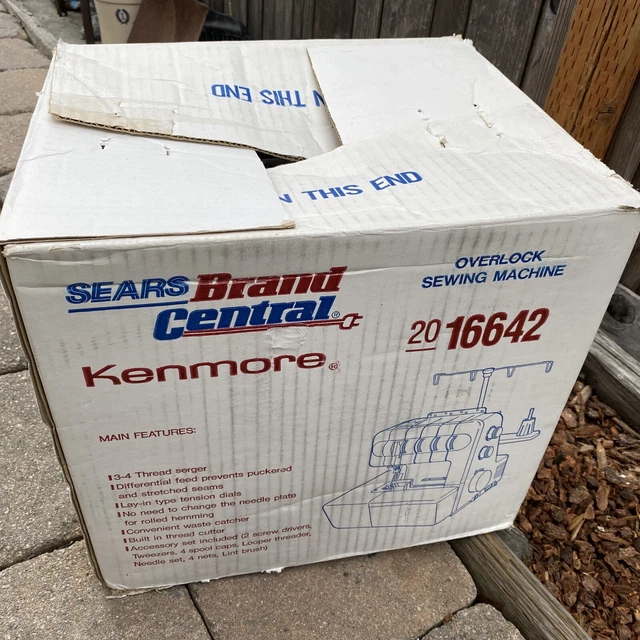 N THIS END
N THIS END
SEARS Brand Central®
Kenmore®
OVERLOCK
SEWING MACHINE
20 16642
MAIN FEATURES:
3-4 Thread serger
Differential feed prevents puckered
and stretched seams
Lay-in type tension dials
No need to change the needle plate
for rolled hemming
Convenient waste catcher
Built in thread cutter
Accessory set included (2 screw drivers,
Tweezers, 4 spool caps, Looper threader,
Needle set, 4 nets, Lint brush)